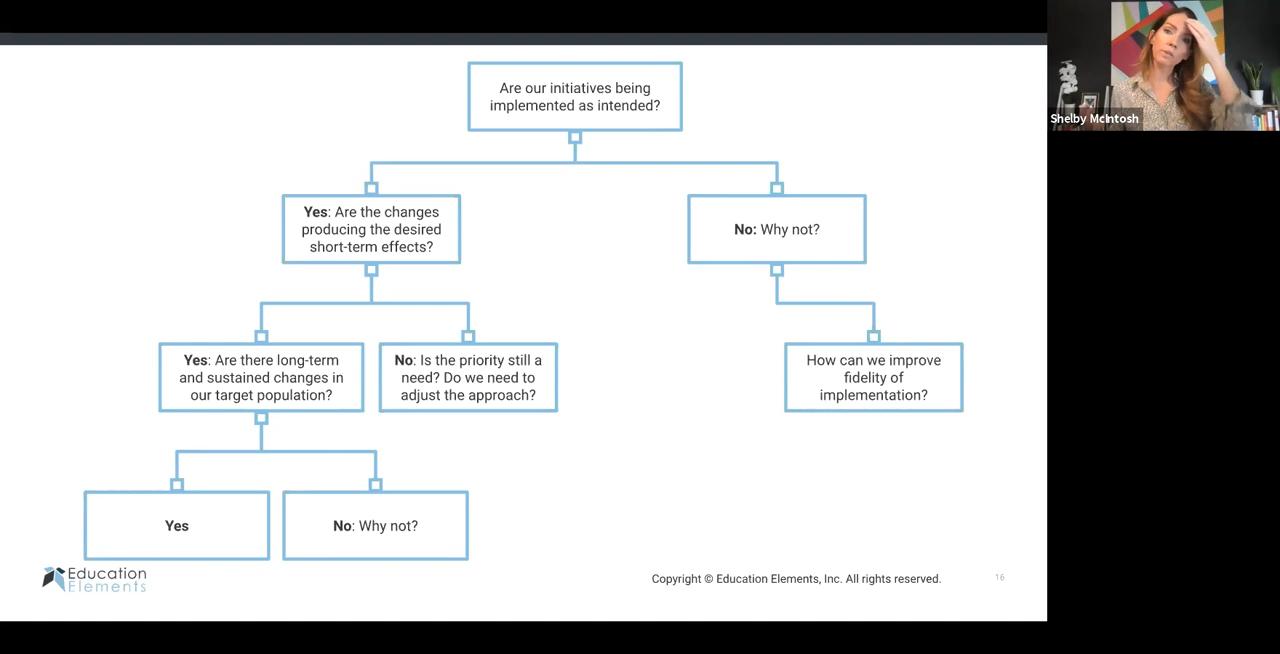 Are our initiatives being
implemented as intended?
Shelby McIntosh
Yes: Are the changes
producing the desired
short-term effects?
No: Why not?
Yes: Are there long-term
and sustained changes in
our target population?
No: Is the priority still a
need? Do we need to
adjust the approach?
How can we improve
fidelity of
implementation?
Yes
No: Why not?
Education
Elements
Copyright © Education Elements, Inc. All rights reserved.
16